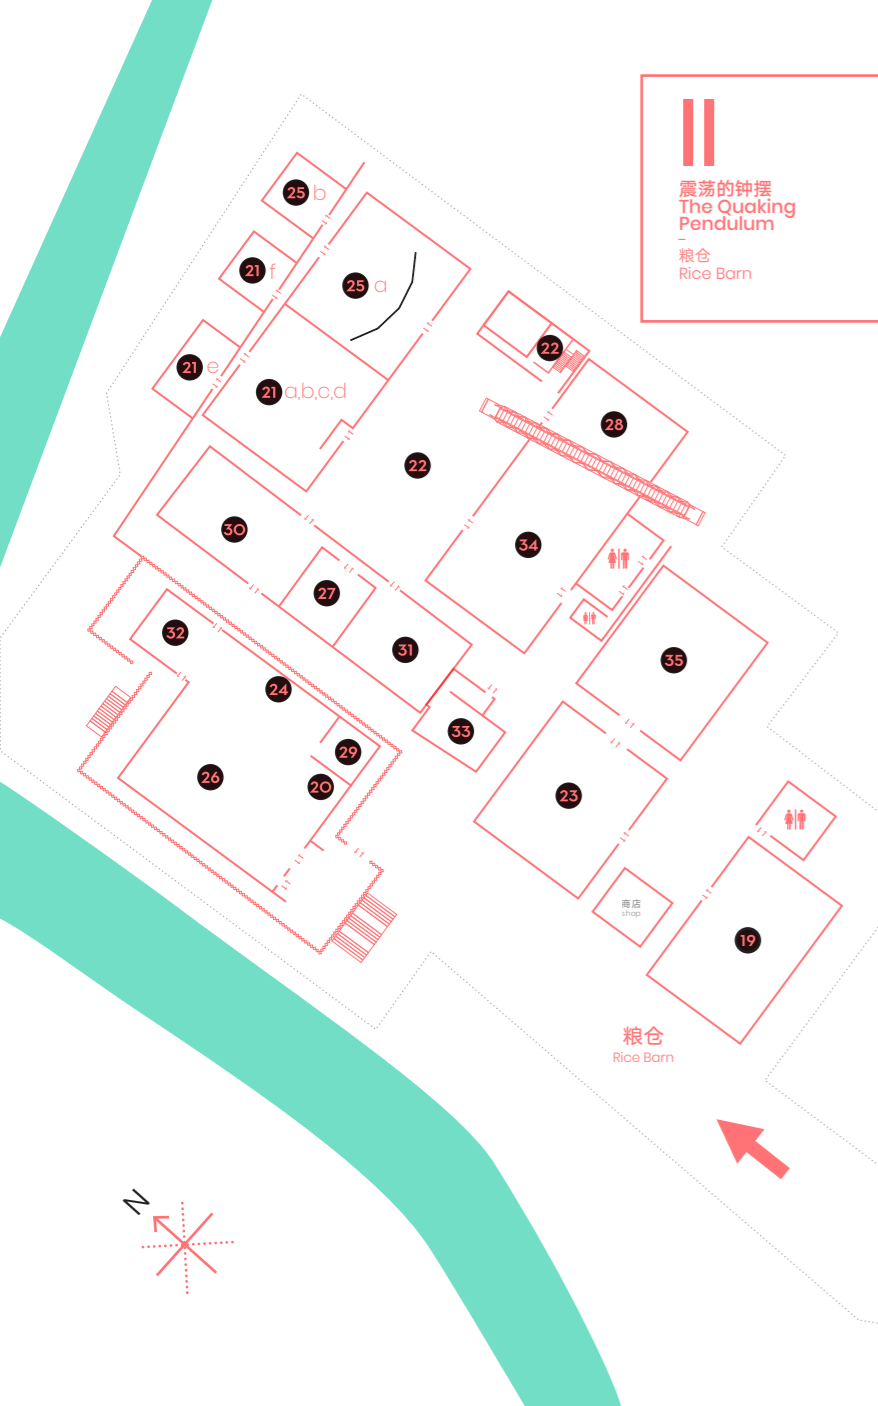 II
震荡的钟摆
The Quaking
Pendulum
–
粮仓
Rice Barn
25 b
21 f
25 a
21 e
21 a,b,c,d
22
28
22
30
34
27
32
31
35
24
33
29
26
20
23
商店
shop
19
粮仓
Rice Barn
N